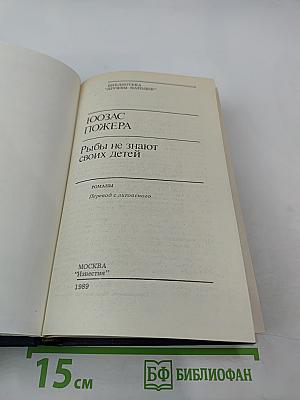 БИБЛИОТЕКА
"ДРУЖБЫ НАРОДОВ"
ЮОЗАС
ПОЖЕРА
Рыбы не знают
своих детей
РОМАНЫ
Перевод с литовского
МОСКВА
"Известия"
1989
15 см
БФ БИБЛИОФАН